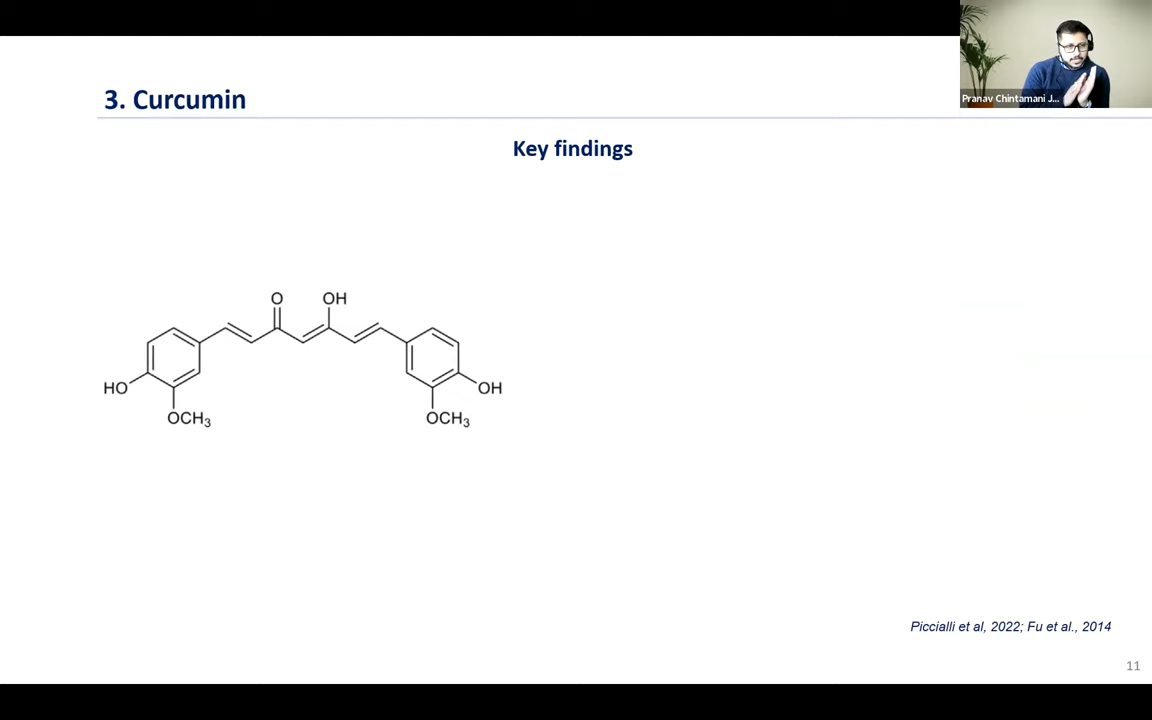 Pranav Chintamani J...
3. Curcumin
Key findings
O
OH
HO
OH
OCH₃
OCH₃
Piccialli et al, 2022; Fu et al., 2014
11